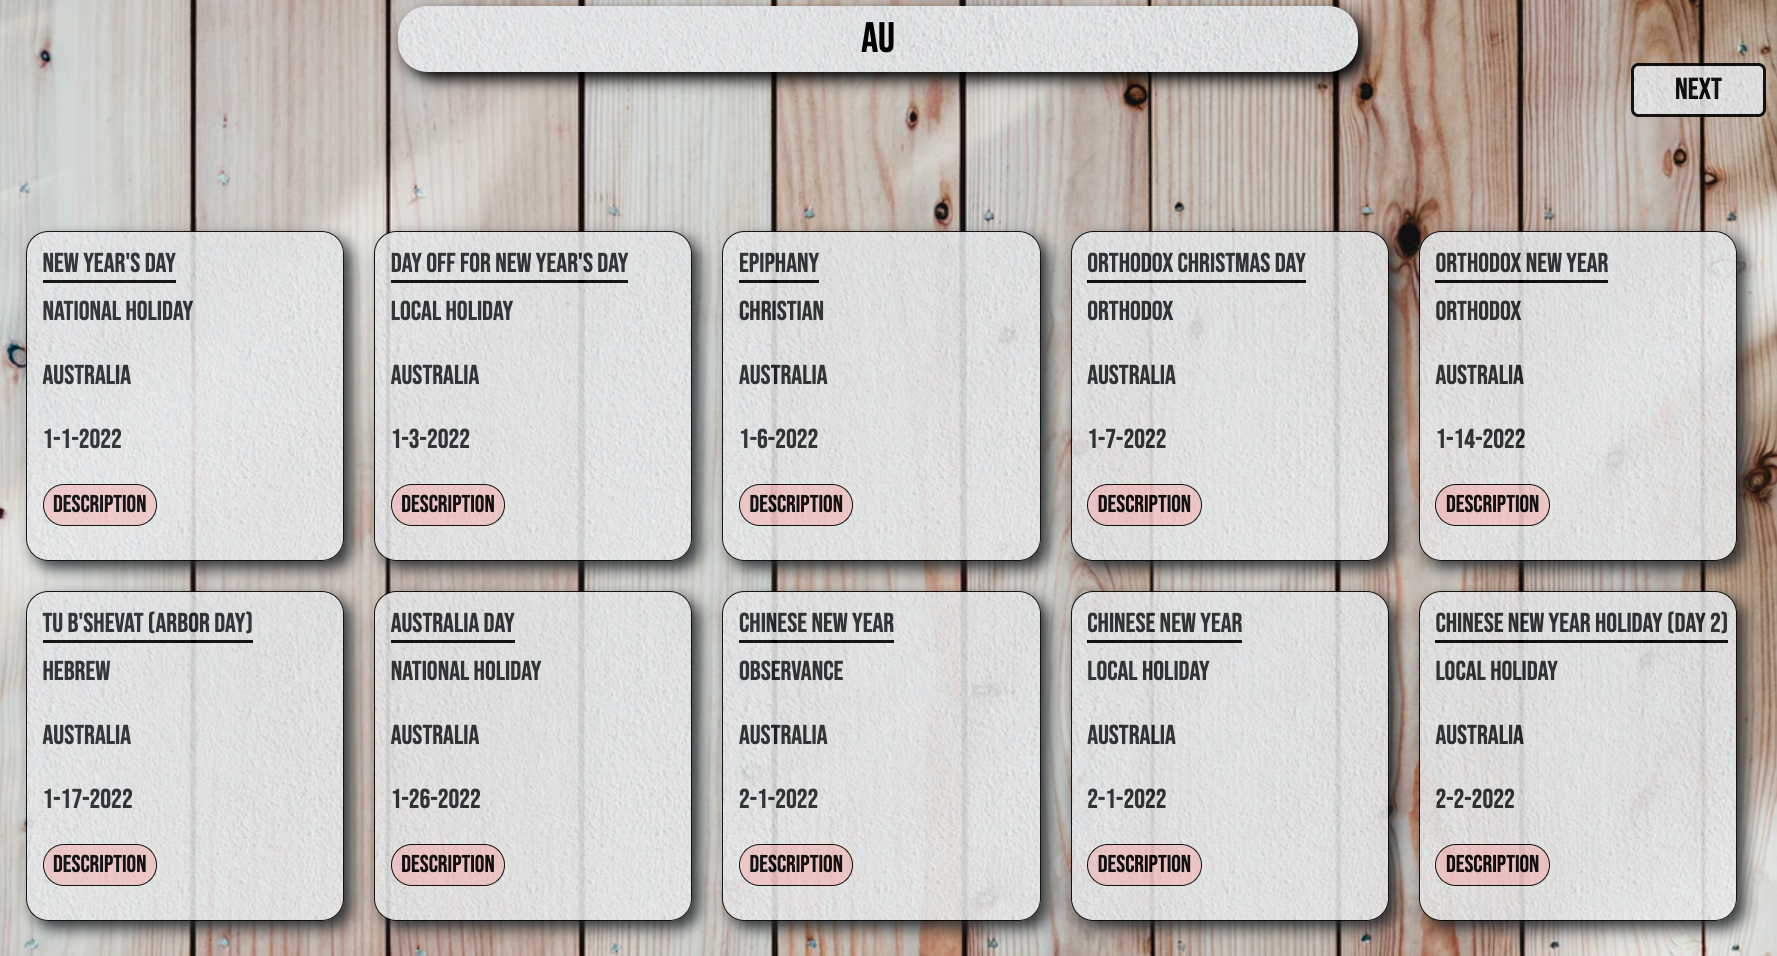 AU
NEXT
NEW YEAR'S DAY
NATIONAL HOLIDAY
AUSTRALIA
1-1-2022
DESCRIPTION
DAY OFF FOR NEW YEAR'S DAY
LOCAL HOLIDAY
AUSTRALIA
1-3-2022
DESCRIPTION
EPIPHANY
CHRISTIAN
AUSTRALIA
1-6-2022
DESCRIPTION
ORTHODOX CHRISTMAS DAY
ORTHODOX
AUSTRALIA
1-7-2022
DESCRIPTION
ORTHODOX NEW YEAR
ORTHODOX
AUSTRALIA
1-14-2022
DESCRIPTION
TU B'SHEVAT (ARBOR DAY)
HEBREW
AUSTRALIA
1-17-2022
DESCRIPTION
AUSTRALIA DAY
NATIONAL HOLIDAY
AUSTRALIA
1-26-2022
DESCRIPTION
CHINESE NEW YEAR
OBSERVANCE
AUSTRALIA
2-1-2022
DESCRIPTION
CHINESE NEW YEAR
LOCAL HOLIDAY
AUSTRALIA
2-1-2022
DESCRIPTION
CHINESE NEW YEAR HOLIDAY (DAY 2)
LOCAL HOLIDAY
AUSTRALIA
2-2-2022
DESCRIPTION